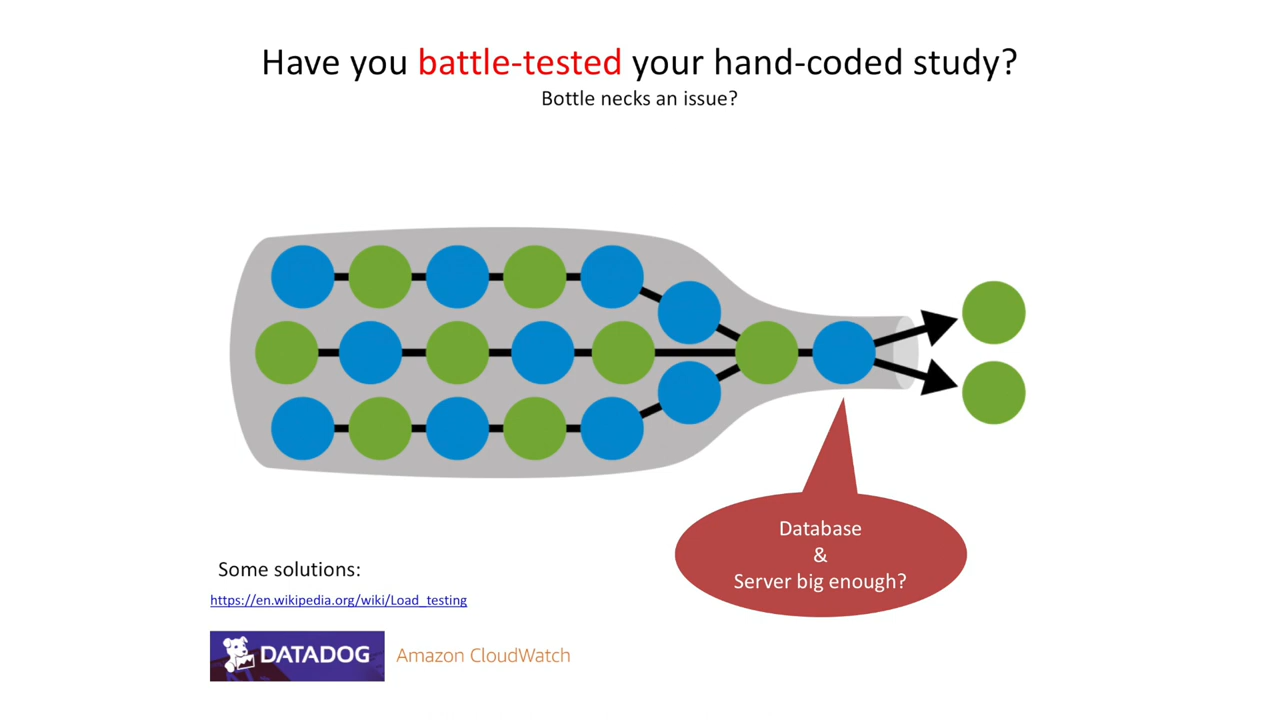 Have you battle-tested your hand-coded study?
Bottle necks an issue?
Database
&
Server big enough?
Some solutions:
https://en.wikipedia.org/wiki/Load_testing
DATADOG
Amazon CloudWatch